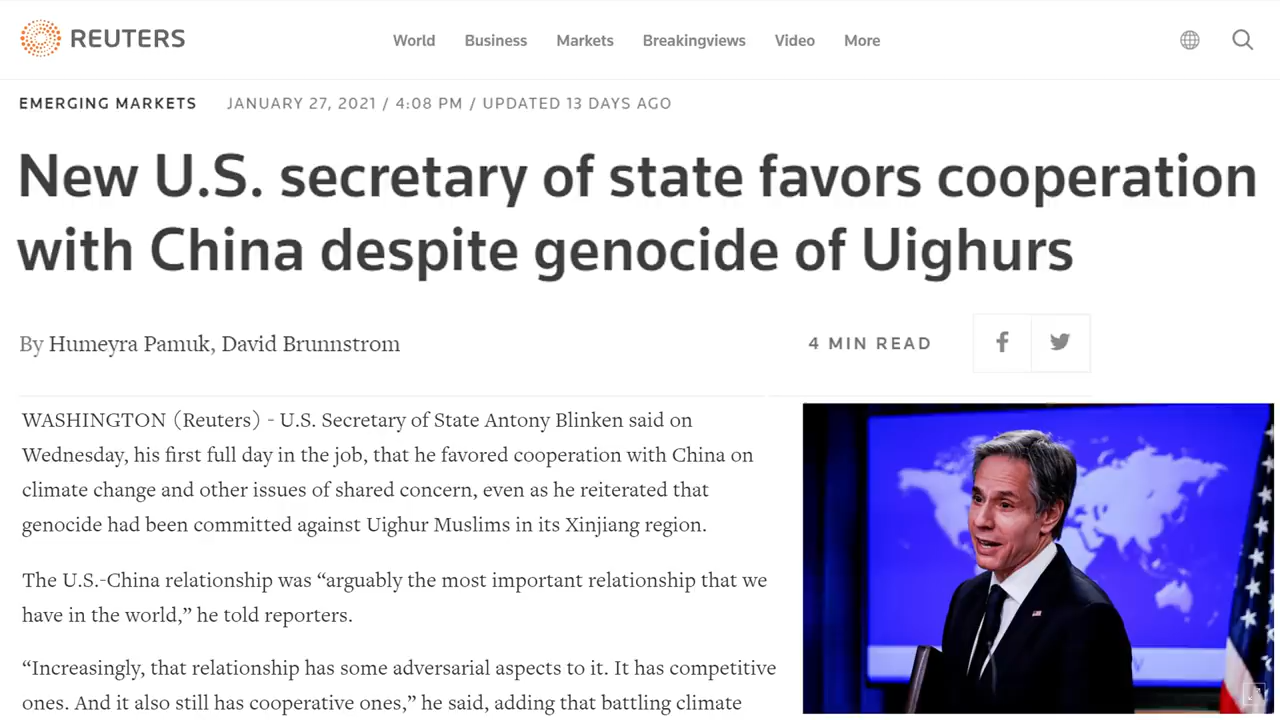 REUTERS
World Business Markets Breakingviews Video More
EMERGING MARKETS JANUARY 27, 2021 / 4:08 PM / UPDATED 13 DAYS AGO
New U.S. secretary of state favors cooperation
with China despite genocide of Uighurs
By Humeyra Pamuk, David Brunnstrom
4 MIN READ
WASHINGTON (Reuters) - U.S. Secretary of State Antony Blinken said on
Wednesday, his first full day in the job, that he favored cooperation with China on
climate change and other issues of shared concern, even as he reiterated that
genocide had been committed against Uighur Muslims in its Xinjiang region.
The U.S.-China relationship was “arguably the most important relationship that we
have in the world,” he told reporters.
“Increasingly, that relationship has some adversarial aspects to it. It has competitive
ones. And it also still has cooperative ones,” he said, adding that battling climate